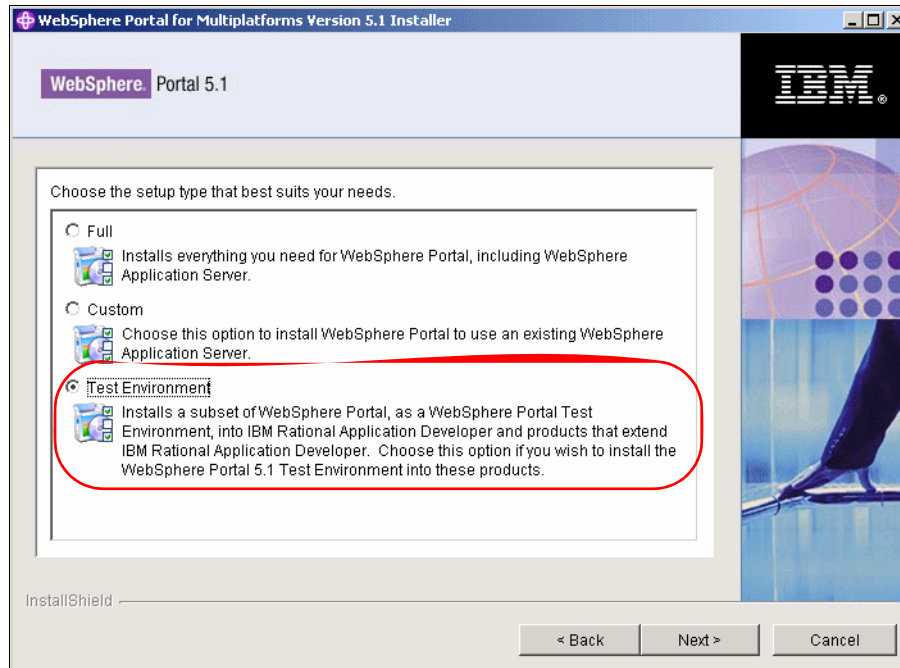 WebSphere Portal for Multiplatforms Version 5.1 Installer
WebSphere. Portal 5.1
IBM®
Choose the setup type that best suits your needs.
Full
Installs everything you need for WebSphere Portal, including WebSphere
Application Server.
Custom
Choose this option to install WebSphere Portal to use an existing WebSphere
Application Server.
Test Environment
Installs a subset of WebSphere Portal, as a WebSphere Portal Test
Environment, into IBM Rational Application Developer and products that extend
IBM Rational Application Developer. Choose this option if you wish to install the
WebSphere Portal 5.1 Test Environment into these products.
InstallShield
< Back
Next >
Cancel